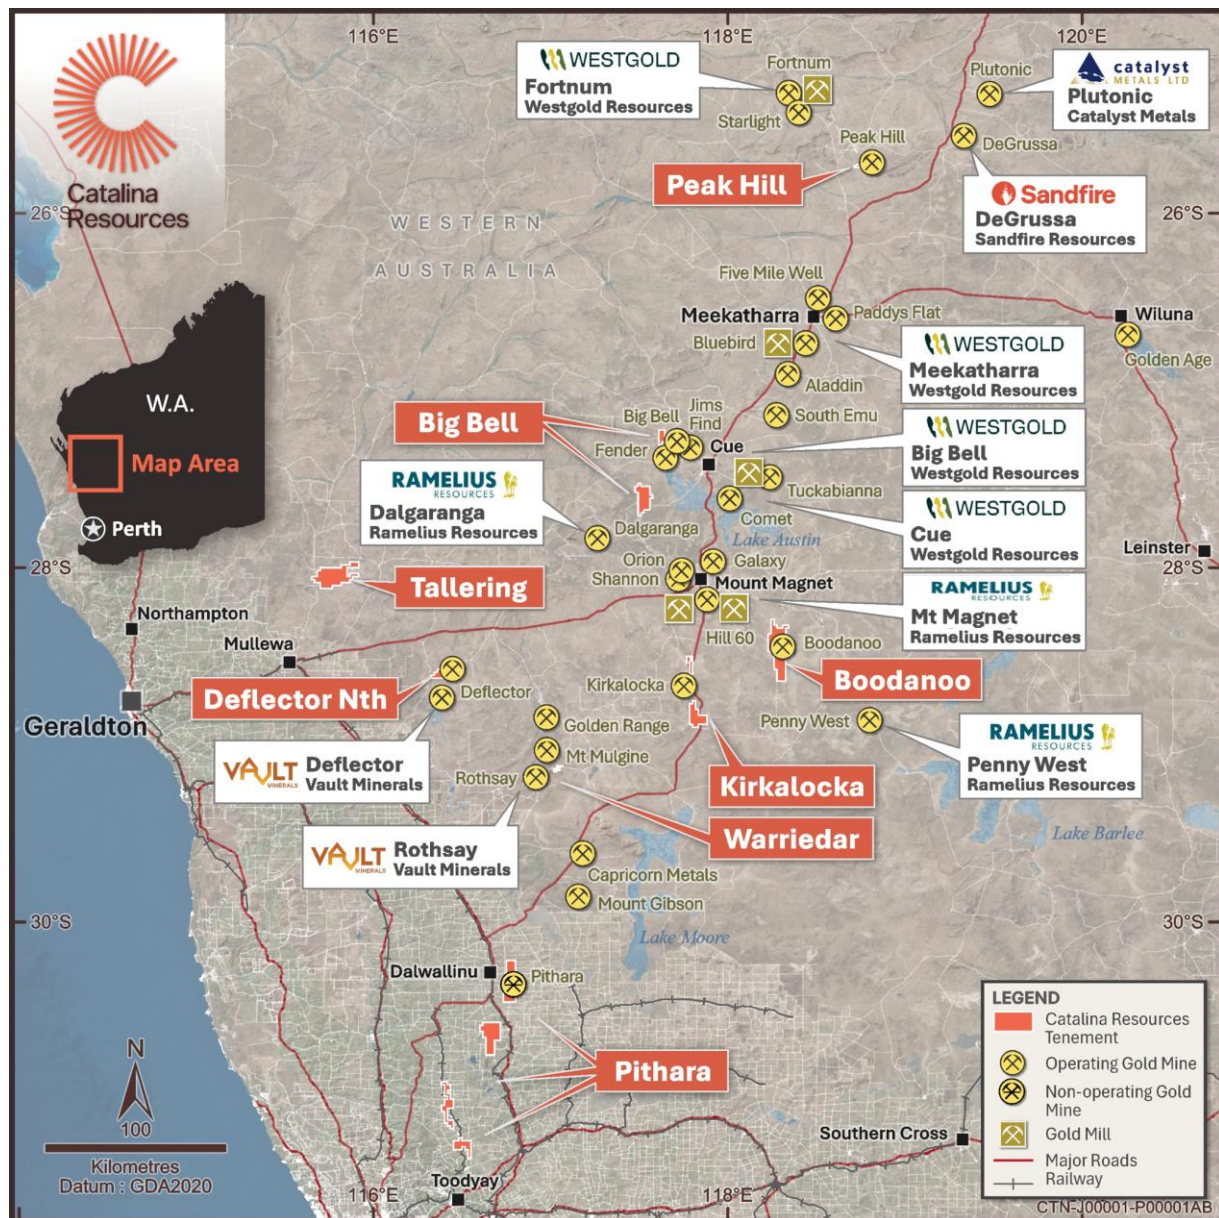 116°E
118°E
120°E
Catalina
Resources
WESTGOLD
Fortnum
Westgold Resources
Fortnum
Starlight
Plutonic
catalyst
METALS LTD
Plutonic
Catalyst Metals
Peak Hill
DeGrussa
Peak Hill
Sandfire
DeGrussa
Sandfire Resources
26°S
26°S
WESTERN
AUSTRALIA
Five Mile Well
Meekatharra
Paddys Flat
Wiluna
Bluebird
Golden Age
WESTGOLD
Meekatharra
Westgold Resources
Aladdin
W.A.
Map Area
Perth
Big Bell
Big Bell
Jims
Find
South Emu
Fender
Cue
WESTGOLD
Big Bell
Westgold Resources
RAMELIUS
RESOURCES
Dalgaranga
Ramelius Resources
Tuckabianna
Comet
Dalgaranga
Lake Austin
WESTGOLD
Cue
Westgold Resources
Leinster
28°S
28°S
Orion
Galaxy
Shannon
Mount Magnet
Tallering
RAMELIUS
RESOURCES
Mt Magnet
Ramelius Resources
Northampton
Mullewa
Hill 60
Boodanoo
Boodanoo
Deflector Nth
Deflector
Kirkalocka
Geraldton
Golden Range
Penny West
RAMELIUS
RESOURCES
Penny West
Ramelius Resources
VAULT
MINERALS
Deflector
Vault Minerals
Mt Mulgine
Rothsay
Kirkalocka
Warriedar
Lake Barlee
VAULT
MINERALS
Rothsay
Vault Minerals
Capricorn Metals
Mount Gibson
30°S
30°S
Lake Moore
Dalwallinu
Pithara
Pithara
LEGEND
Catalina Resources
Tenement
Operating Gold Mine
Non-operating Gold
Mine
Gold Mill
Major Roads
Railway
N
100
Kilometres
Datum : GDA2020
Southern Cross
Toodyay
116°E
118°E
CTN-J00001-P00001AB